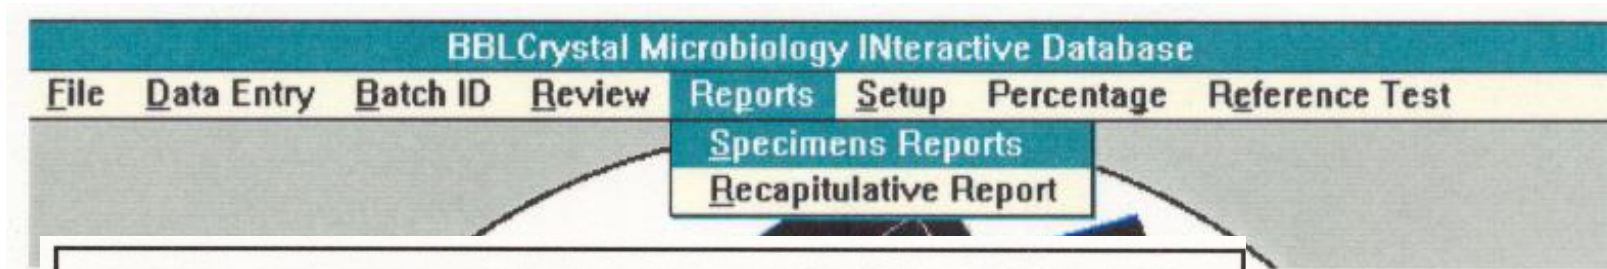 BBLCrystal Microbiology INteractive Database
File Data Entry Batch ID Review Reports Setup Percentage Reference Test
Specimens Reports
Recapitulative Report